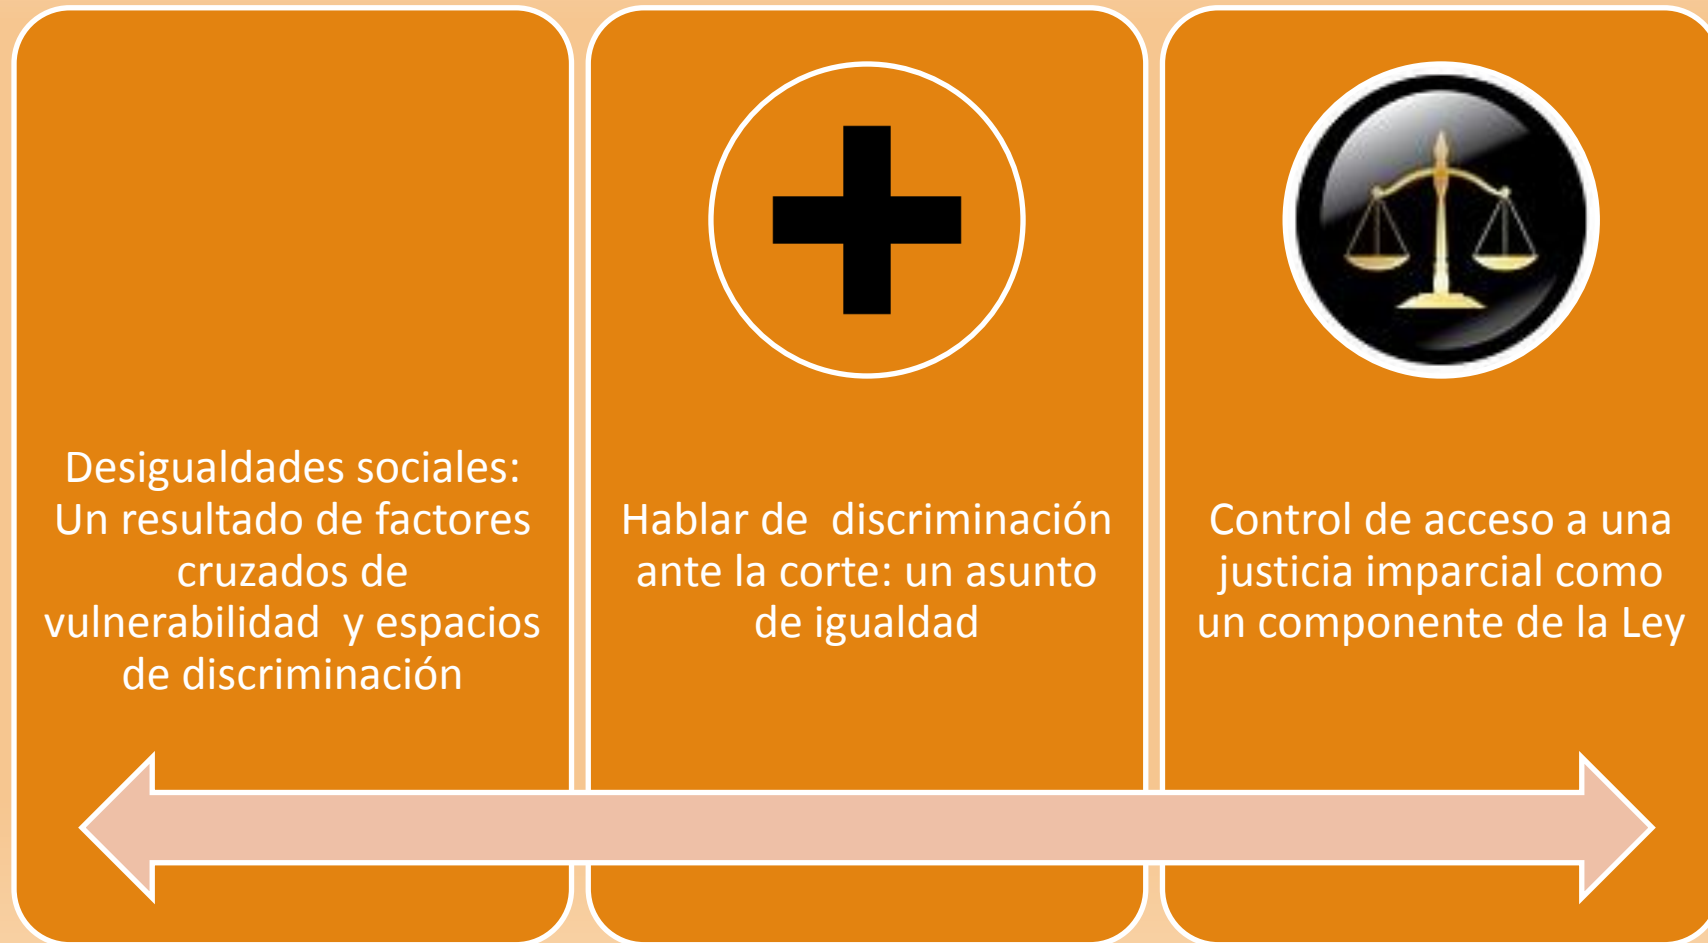 Desigualdades sociales:
Un resultado de factores
cruzados de
vulnerabilidad  y espacios
de discriminación
Hablar de  discriminación
ante la corte: un asunto
de igualdad
Control de acceso a una
justicia imparcial como
un componente de la Ley